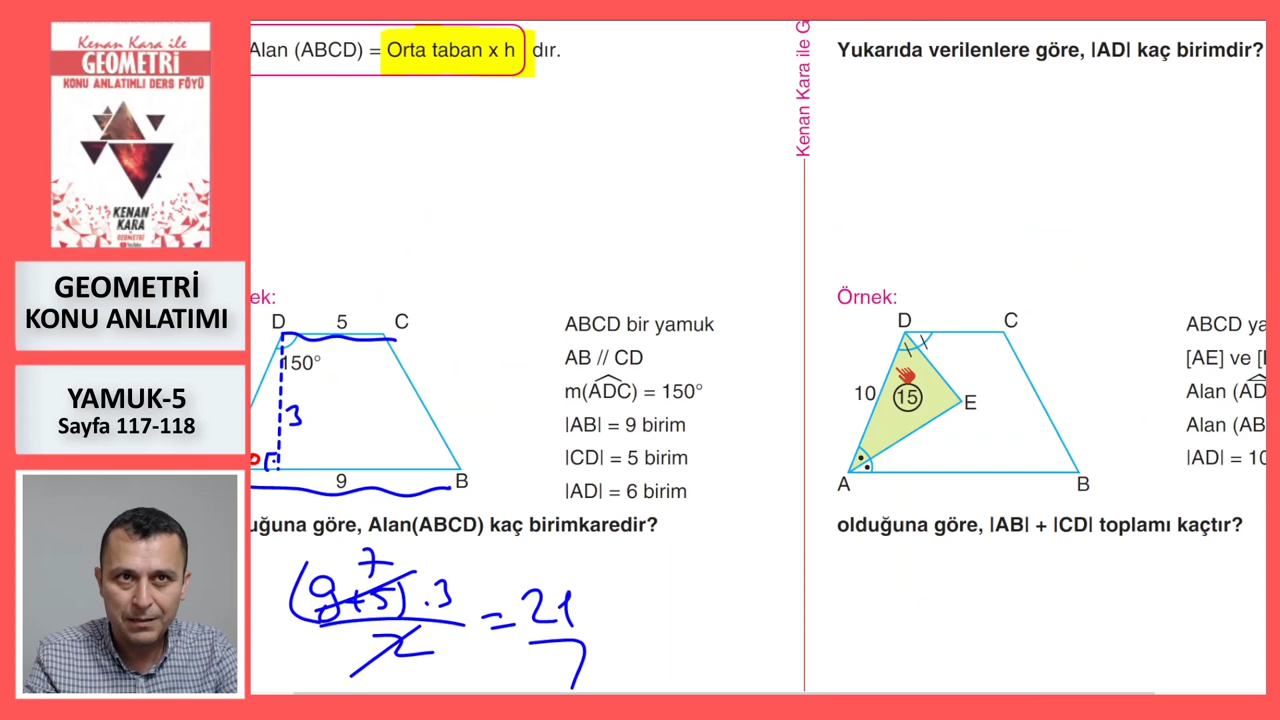 Kenan Kara ile
GEOMETRİ
KONU ANLATIMLI DERS FÖYÜ
KENAN
KARA
GEOMETRİ
GEOMETRİ
KONU ANLATIMI
YAMUK-5
Sayfa 117-118
Alan (ABCD) = Orta taban x h dır.
ek:
D 5 C
150°
3
9 B
ABCD bir yamuk
AB // CD
m(ADC) = 150°
|AB| = 9 birim
|CD| = 5 birim
|AD| = 6 birim
uğuna göre, Alan(ABCD) kaç birimkaredir?
7
(9+5).3 = 21
2
Kenan Kara ile G
Yukarıda verilenlere göre, |AD| kaç birimdir?
Örnek:
D C
10 15 E
A B
ABCD ya
[AE] ve [
Alan (AD
Alan (AB
|AD| = 10
olduğuna göre, |AB| + |CD| toplamı kaçtır?